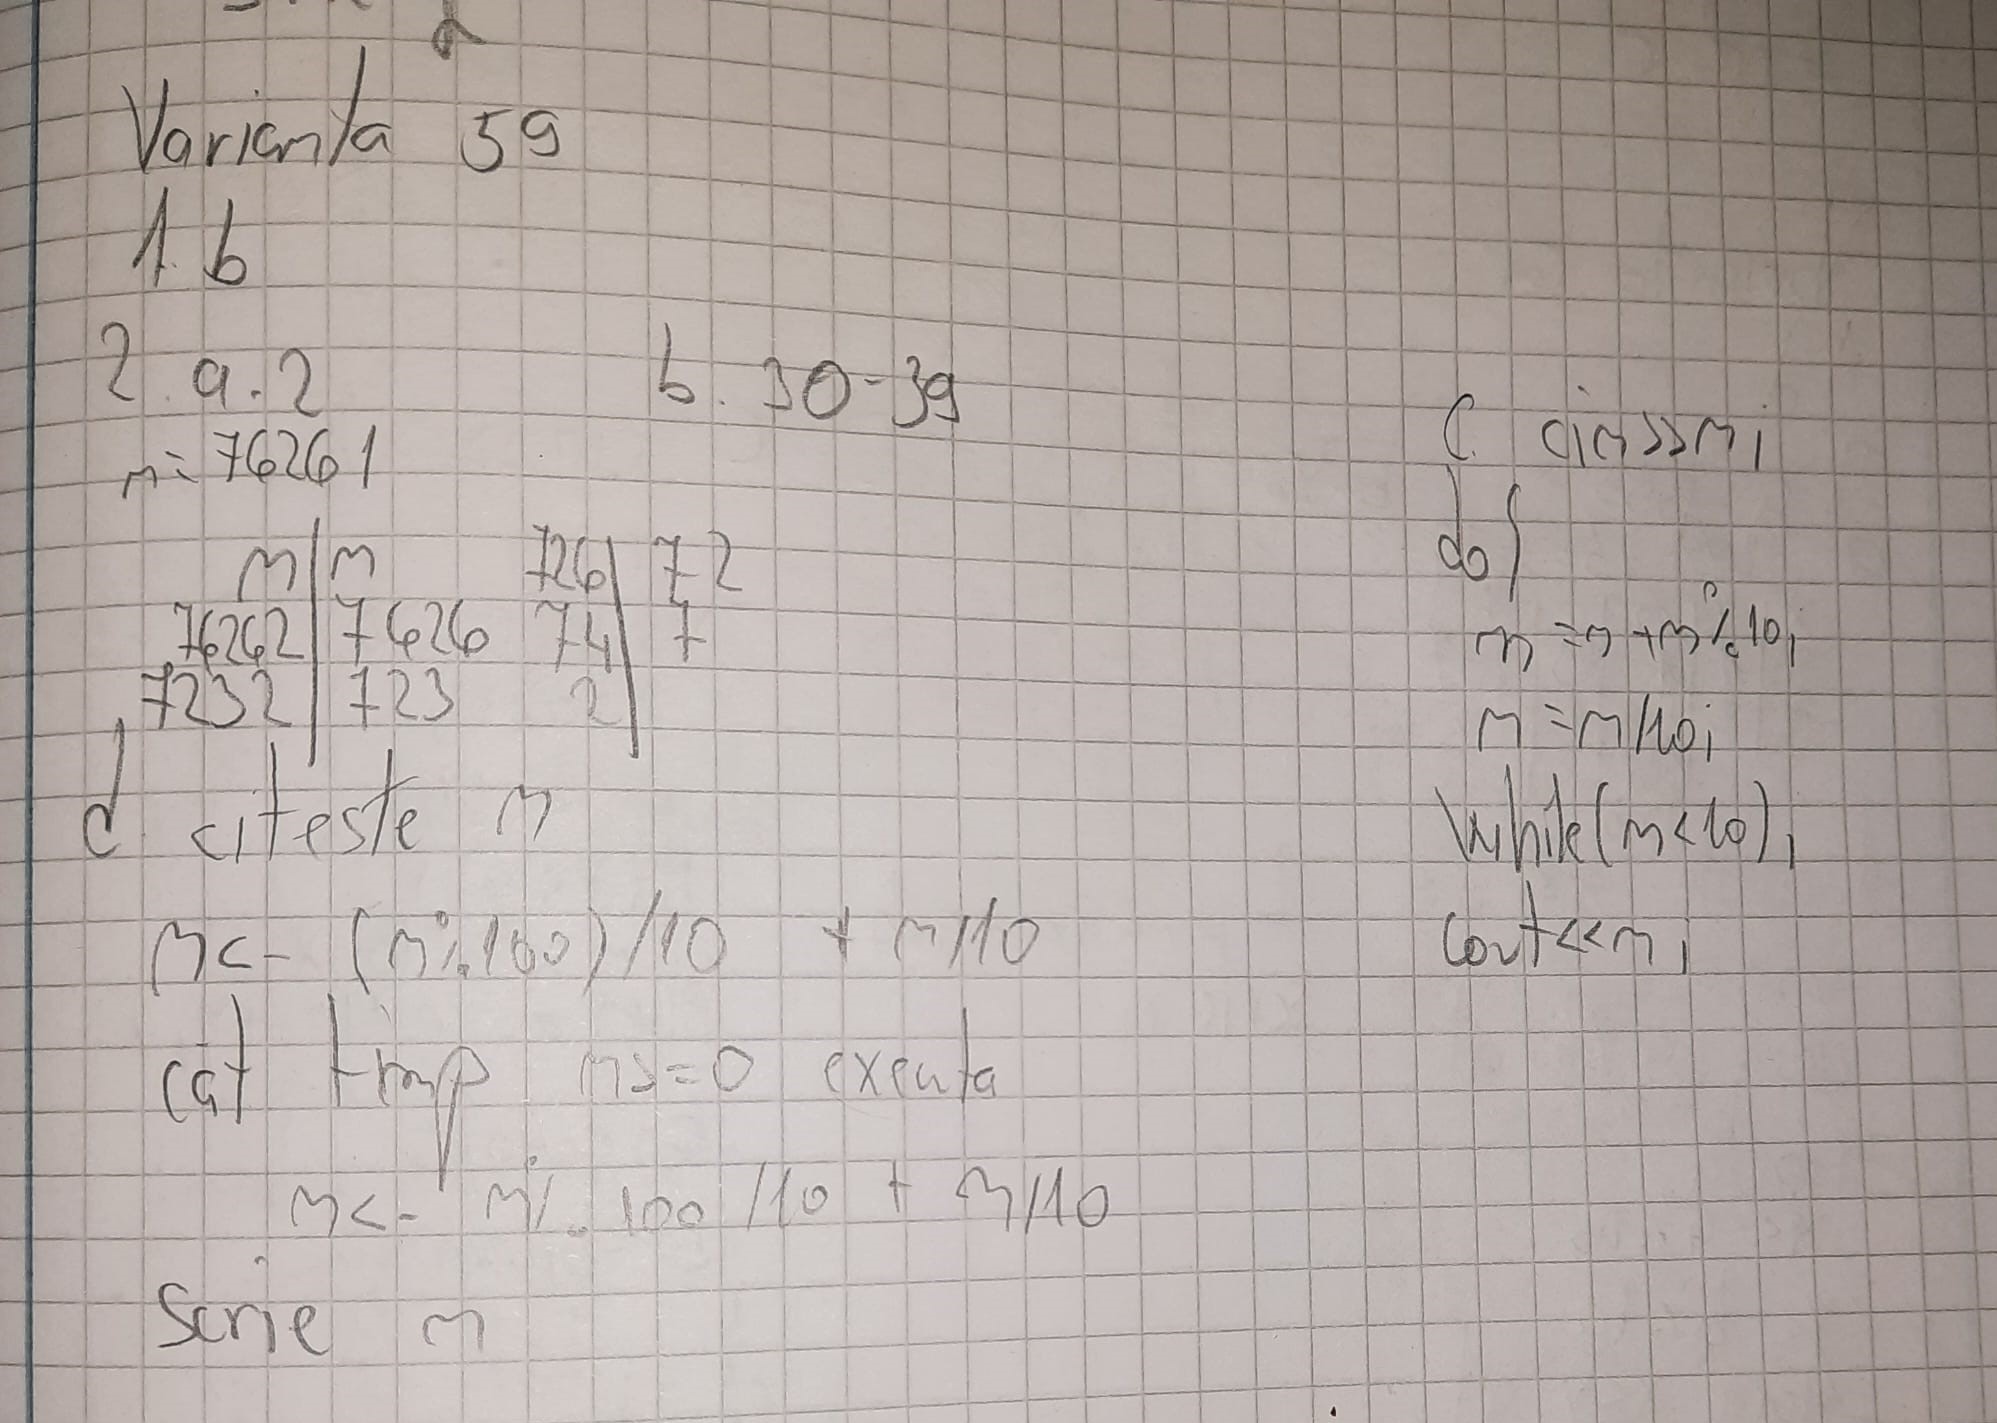 Varianta 59
1. b
2. a. 2 b. 30-39
n= 76261
n | n 726 | 72
76262 | 7626 74 | 7
7232 | 723 2 |
c. cin>>n;
do{
n=n+n%10;
n=n/10;
while(n<10);
cout<<n;
d. citeste n
n<- (n%100)/10 + n/10
cat timp n>=0 executa
n<- n%100/10 + n/10
Scrie n